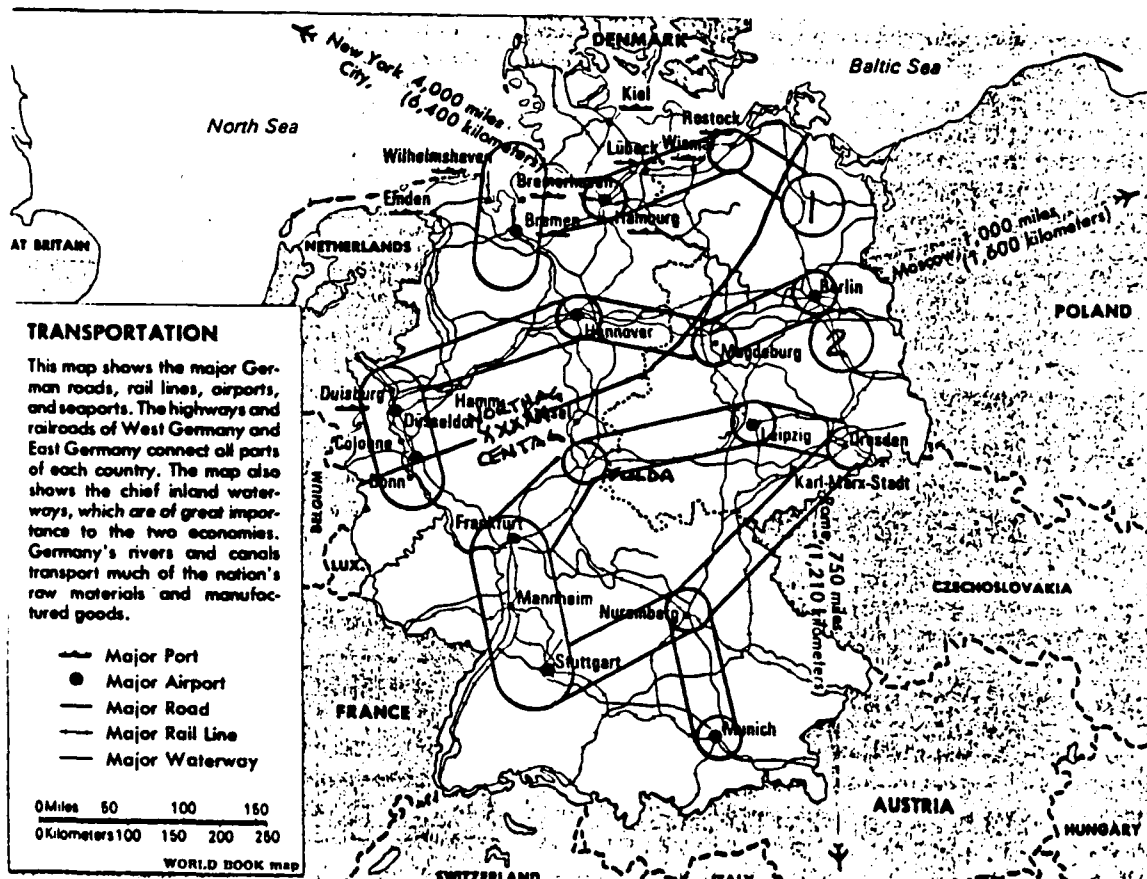 DENMARK
Baltic Sea
New York 4,000 miles
City,
(6,400 kilometers)
Kiel
North Sea
Rostock
Lübeck
Wilhelmshaven
Bremerhaven
Emden
Hamburg
Bremen
1
AT BRITAIN
NETHERLANDS
Moscow, 1,000 miles
(1,600 kilometers)
Berlin
POLAND
Hannover
Magdeburg
2
TRANSPORTATION
This map shows the major Ger-
man roads, rail lines, airports,
and seaports. The highways and
railroads of West Germany and
East Germany connect all parts
of each country. The map also
shows the chief inland water-
ways, which are of great impor-
tance to the two economies.
Germany's rivers and canals
transport much of the nation's
raw materials and manufac-
tured goods.
Major Port
Major Airport
Major Road
Major Rail Line
Major Waterway
0 Miles 50 100 150
0 Kilometers 100 150 200 250
WORLD BOOK map
Duisburg
Hamm
Düsseldorf
Cologne
Bonn
Leipzig
Dresden
Karl-Marx-Stadt
FULDA
BELGIUM
Frankfurt
LUX.
Rome, 750 miles
(1,210 kilometers)
CZECHOSLOVAKIA
Mannheim
Nuremberg
Stuttgart
FRANCE
Munich
AUSTRIA
HUNGARY
SWITZERLAND
ITALY